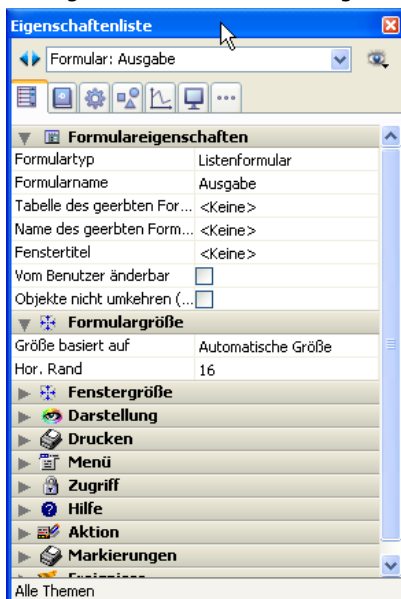 Eigenschaftenliste
Formular: Ausgabe
Formulareigenschaften
Formulartyp Listenformular
Formularname Ausgabe
Tabelle des geerbten For... <Keine>
Name des geerbten Form... <Keine>
Fenstertitel <Keine>
Vom Benutzer änderbar
Objekte nicht umkehren (...
Formulargröße
Größe basiert auf Automatische Größe
Hor. Rand 16
Fenstergröße
Darstellung
Drucken
Menü
Zugriff
Hilfe
Aktion
Markierungen
Alle Themen